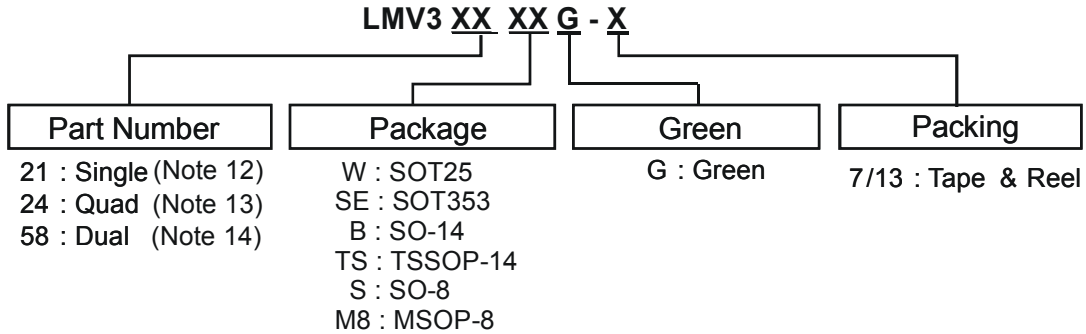 LMV3 XX XX G - X
Part Number
21 : Single (Note 12)
24 : Quad (Note 13)
58 : Dual (Note 14)
Package
W : SOT25
SE : SOT353
B : SO-14
TS : TSSOP-14
S : SO-8
M8 : MSOP-8
Green
G : Green
Packing
7/13 : Tape & Reel